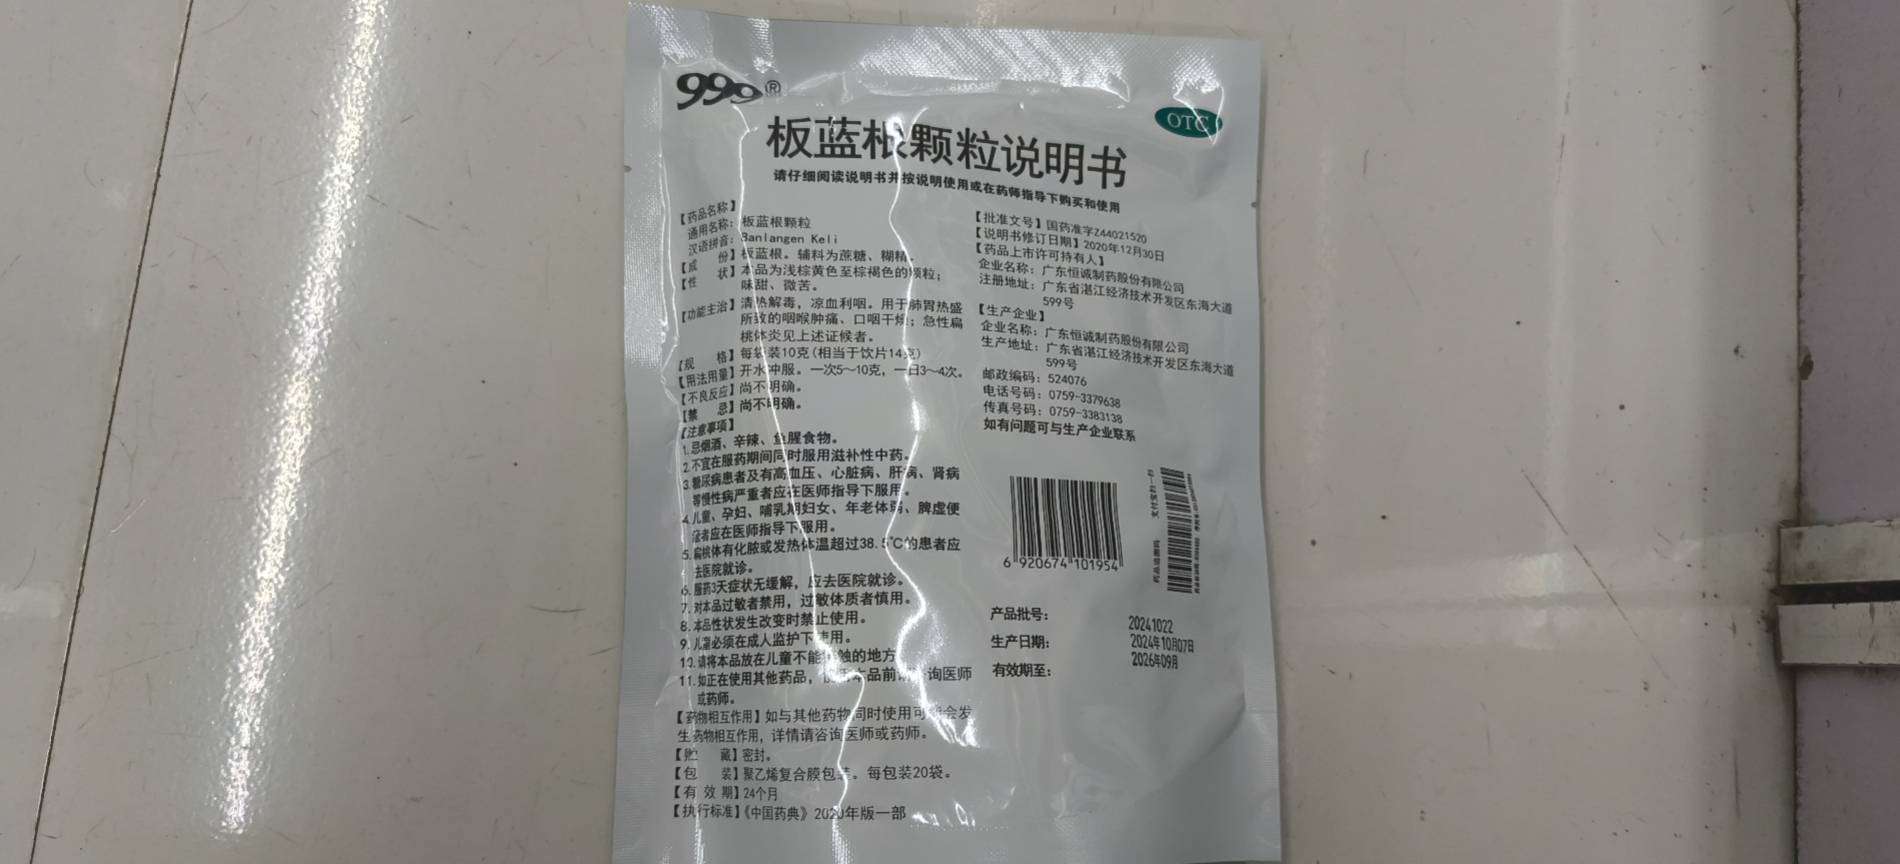 999®
OTC
板蓝根颗粒说明书
请仔细阅读说明书并按说明使用或在药师指导下购买和使用
【药品名称】
通用名称：板蓝根颗粒
汉语拼音：Banlangen Keli
【成 份】板蓝根。辅料为蔗糖、糊精。
【性 状】本品为浅棕黄色至棕褐色的颗粒；
味甜、微苦。
【功能主治】清热解毒，凉血利咽。用于肺胃热盛
所致的咽喉肿痛、口咽干燥；急性扁
桃体炎见上述证候者。
【规 格】每袋装10克(相当于饮片14克)
【用法用量】开水冲服。一次5～10克，一日3～4次。
【不良反应】尚不明确。
【禁 忌】尚不明确。
【注意事项】
1.忌烟酒、辛辣、鱼腥食物。
2.不宜在服药期间同时服用滋补性中药。
3.糖尿病患者及有高血压、心脏病、肝病、肾病
等慢性病严重者应在医师指导下服用。
4.儿童、孕妇、哺乳期妇女、年老体弱、脾虚便
溏者应在医师指导下服用。
5.扁桃体有化脓或发热体温超过38.5℃的患者应
去医院就诊。
6.服药3天症状无缓解，应去医院就诊。
7.对本品过敏者禁用，过敏体质者慎用。
8.本品性状发生改变时禁止使用。
9.儿童必须在成人监护下使用。
10.请将本品放在儿童不能接触的地方
11.如正在使用其他药品，使用本品前请咨询医师
或药师。
【药物相互作用】如与其他药物同时使用可能会发
生药物相互作用，详情请咨询医师或药师。
【贮 藏】密封。
【包 装】聚乙烯复合膜包装。每包装20袋。
【有 效 期】24个月
【执行标准】《中国药典》2020年版一部
【批准文号】国药准字Z44021520
【说明书修订日期】2020年12月30日
【药品上市许可持有人】
企业名称：广东恒诚制药股份有限公司
注册地址：广东省湛江经济技术开发区东海大道
599号
【生产企业】
企业名称：广东恒诚制药股份有限公司
生产地址：广东省湛江经济技术开发区东海大道
599号
邮政编码：524076
电话号码：0759-3379638
传真号码：0759-3383138
如有问题可与生产企业联系
6 920674 101954
药品追溯码 支付宝扫一扫
产品批号： 20241022
生产日期： 2024年10月07日
有效期至： 2026年09月